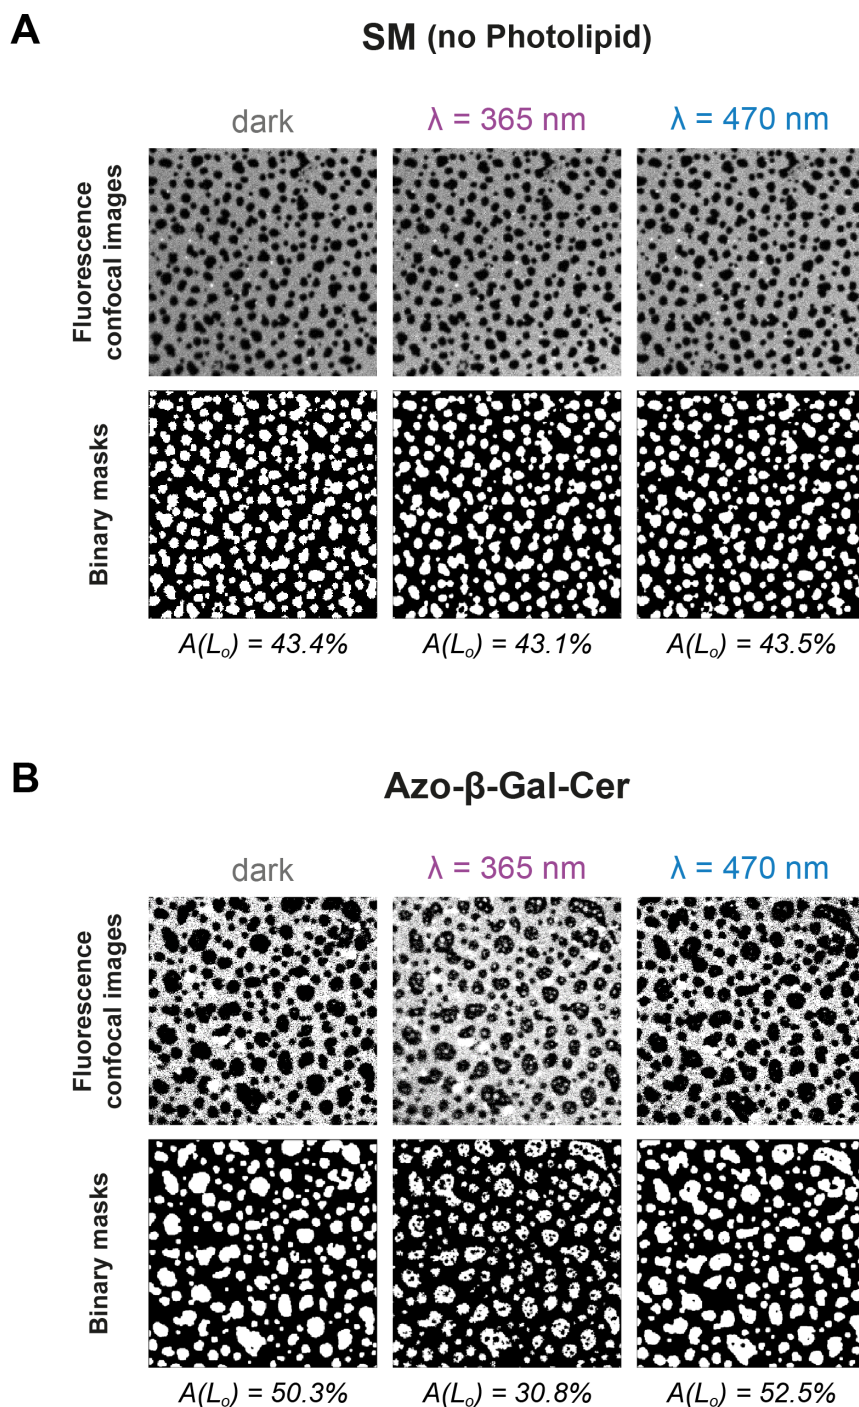 A
SM (no Photolipid)
dark
λ = 365 nm
λ = 470 nm
Fluorescence
confocal images
Binary masks
A(Lₒ) = 43.4%
A(Lₒ) = 43.1%
A(Lₒ) = 43.5%
B
Azo-β-Gal-Cer
dark
λ = 365 nm
λ = 470 nm
Fluorescence
confocal images
Binary masks
A(Lₒ) = 50.3%
A(Lₒ) = 30.8%
A(Lₒ) = 52.5%